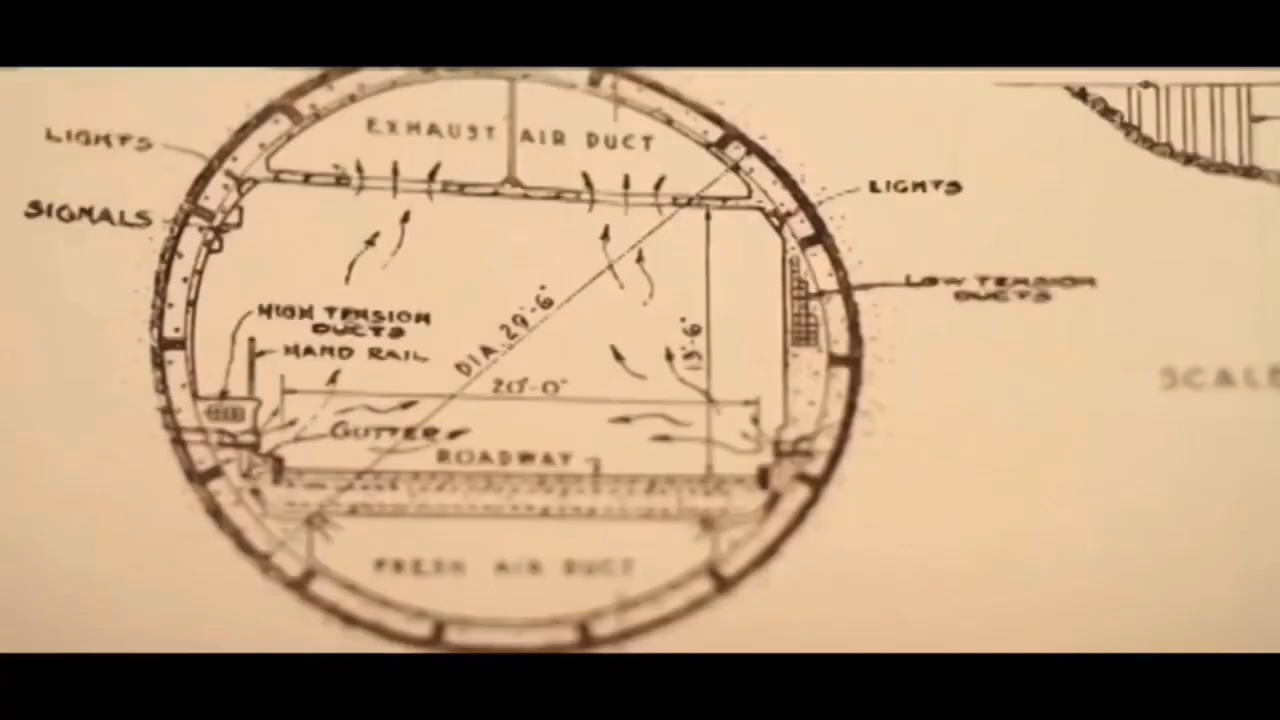 EXHAUST AIR DUCT
LIGHTS
SIGNALS
LIGHTS
LOW TENSION
DUCTS
HIGH TENSION
DUCTS
HAND RAIL
DIA. 29'-6"
13'-6"
20'-0"
GUTTER
ROADWAY
FRESH AIR DUCT
SCALE